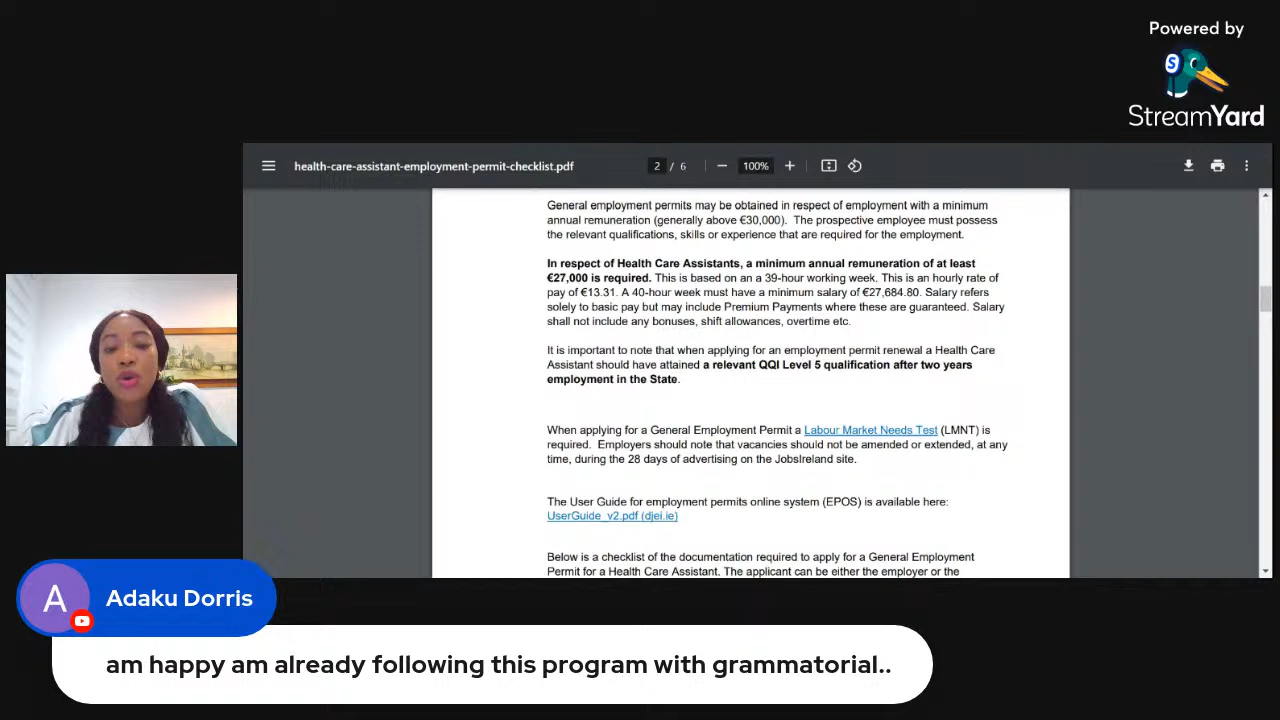 Powered by
StreamYard
health-care-assistant-employment-permit-checklist.pdf
2 / 6
100%
General employment permits may be obtained in respect of employment with a minimum
annual remuneration (generally above €30,000). The prospective employee must possess
the relevant qualifications, skills or experience that are required for the employment.
In respect of Health Care Assistants, a minimum annual remuneration of at least
€27,000 is required. This is based on an a 39-hour working week. This is an hourly rate of
pay of €13.31. A 40-hour week must have a minimum salary of €27,684.80. Salary refers
solely to basic pay but may include Premium Payments where these are guaranteed. Salary
shall not include any bonuses, shift allowances, overtime etc.
It is important to note that when applying for an employment permit renewal a Health Care
Assistant should have attained a relevant QQI Level 5 qualification after two years
employment in the State.
When applying for a General Employment Permit a Labour Market Needs Test (LMNT) is
required. Employers should note that vacancies should not be amended or extended, at any
time, during the 28 days of advertising on the JobsIreland site.
The User Guide for employment permits online system (EPOS) is available here:
UserGuide_v2.pdf (djei.ie)
Below is a checklist of the documentation required to apply for a General Employment
Permit for a Health Care Assistant. The applicant can be either the employer or the
A
Adaku Dorris
am happy am already following this program with grammatorial..